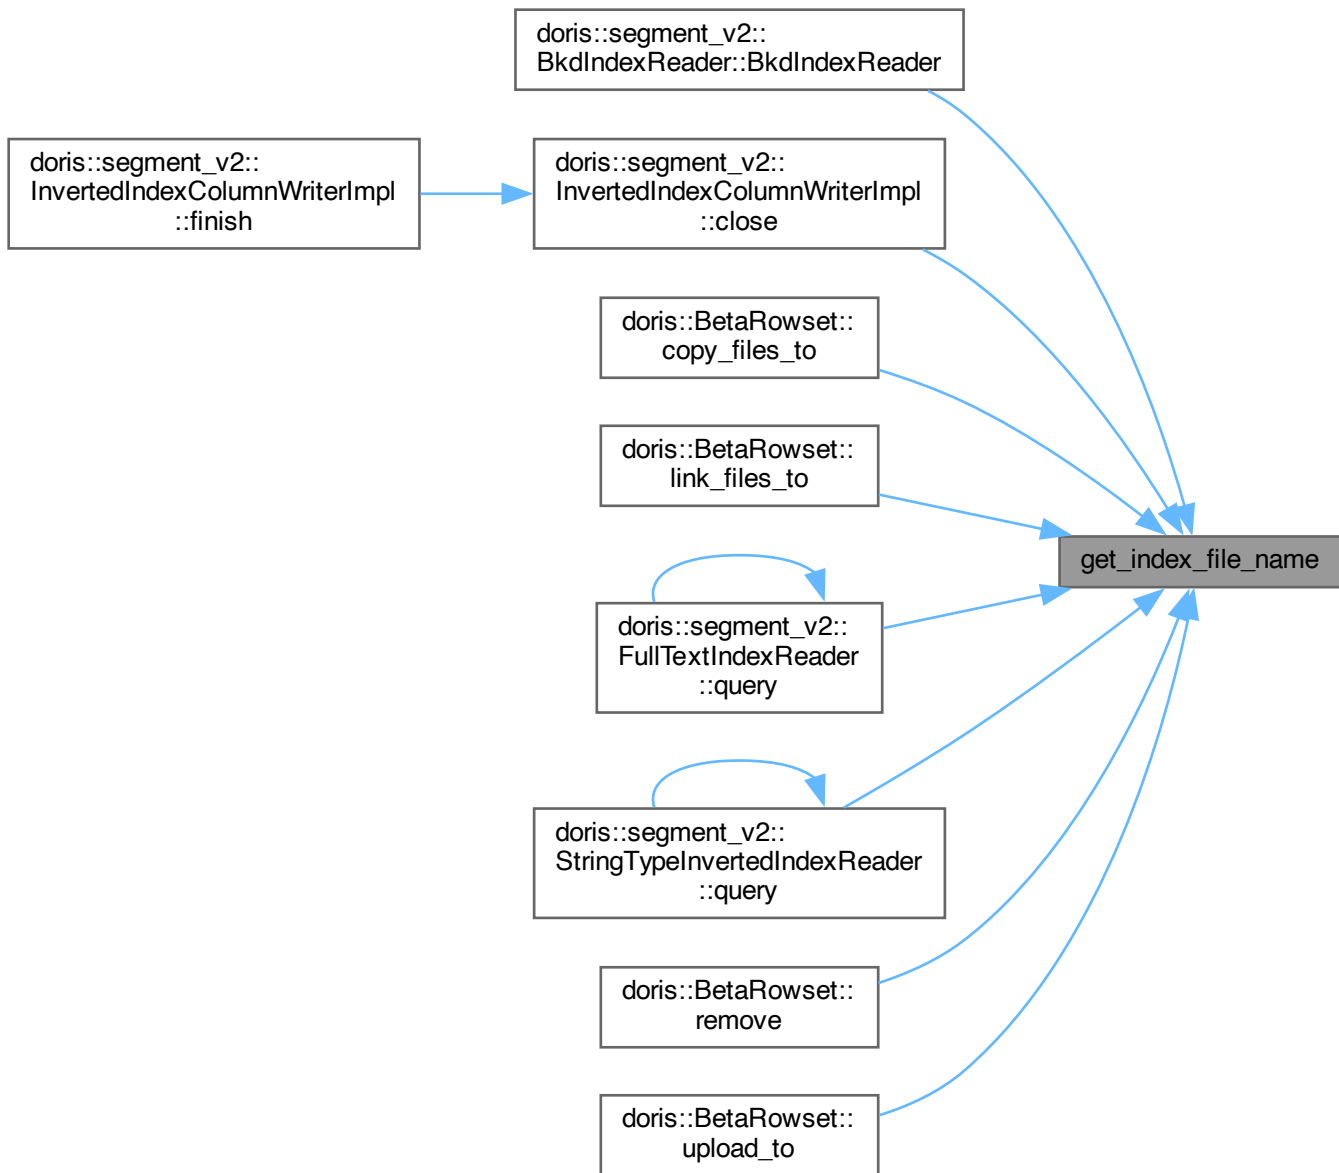 doris::segment_v2::
BkdIndexReader::BkdIndexReader
doris::segment_v2::
InvertedIndexColumnWriterImpl
::finish
doris::segment_v2::
InvertedIndexColumnWriterImpl
::close
doris::BetaRowset::
copy_files_to
doris::BetaRowset::
link_files_to
get_index_file_name
doris::segment_v2::
FullTextIndexReader
::query
doris::segment_v2::
StringTypeInvertedIndexReader
::query
doris::BetaRowset::
remove
doris::BetaRowset::
upload_to